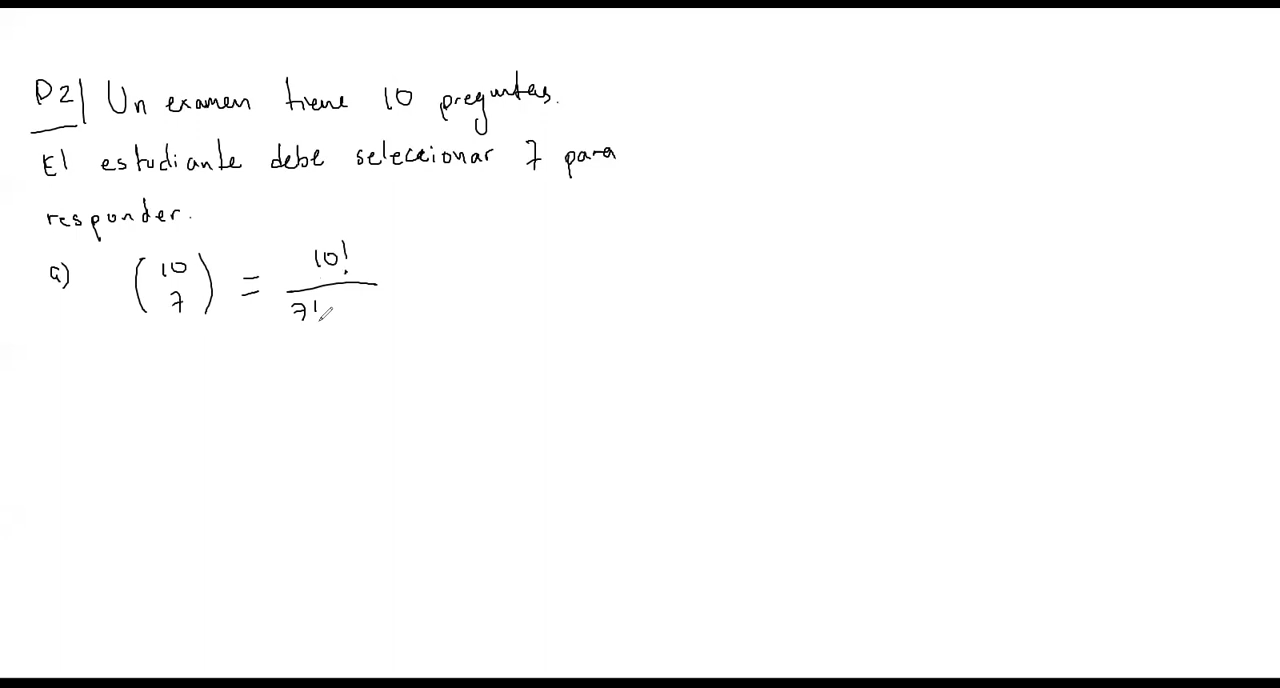 P2| Un examen tiene 10 preguntas.
El estudiante debe seleccionar 7 para
responder.
a) (10 7) = 10! / 7!